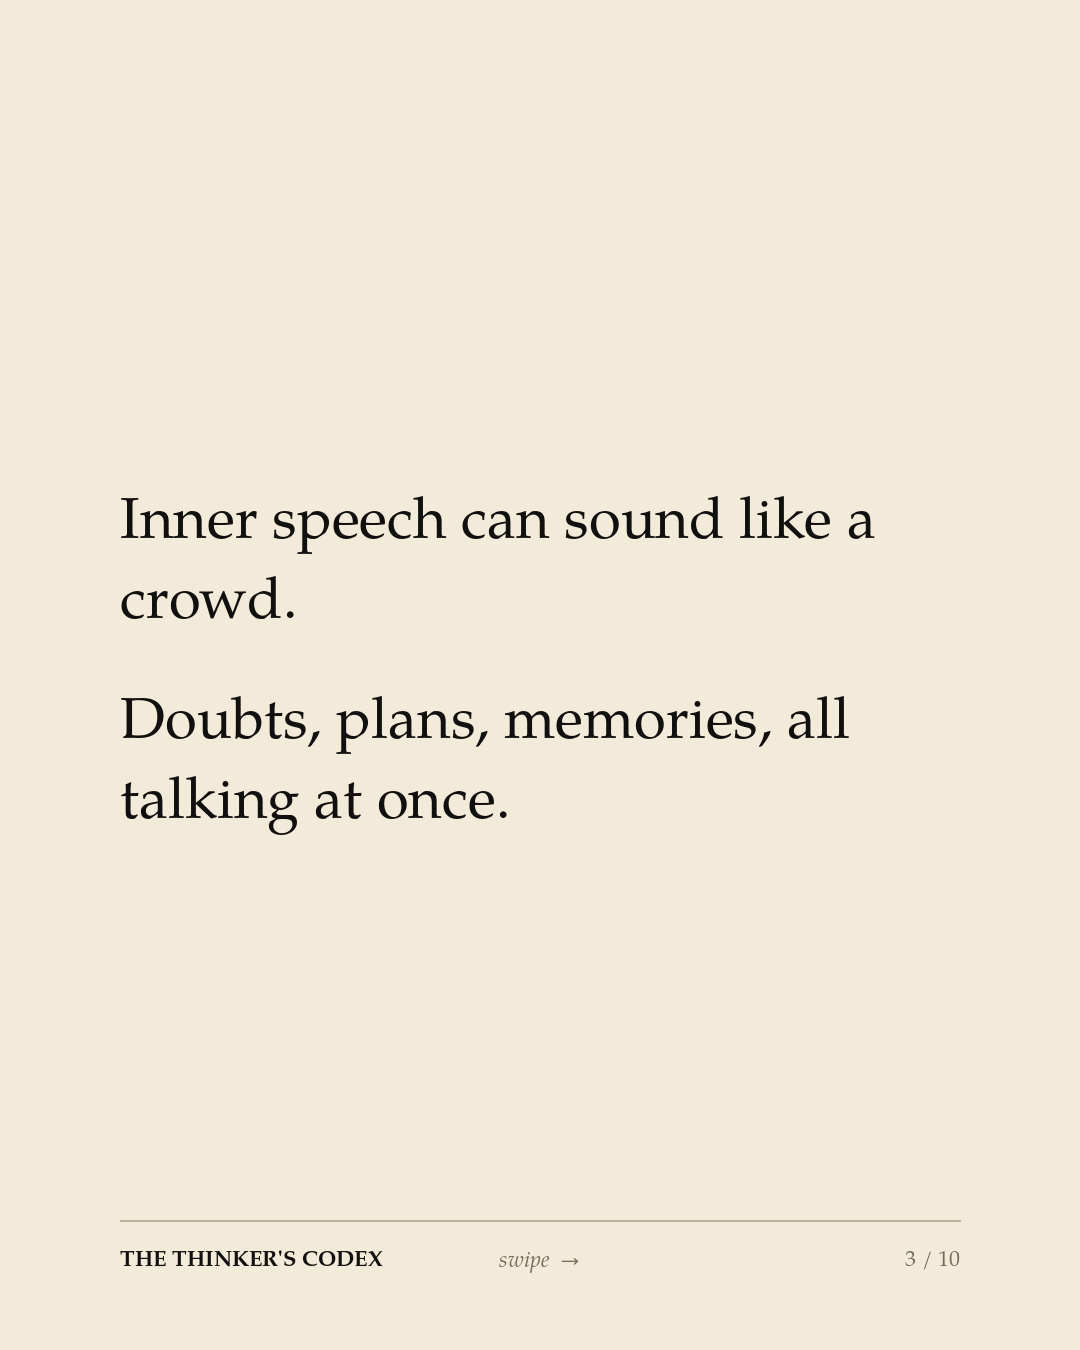 Inner speech can sound like a
crowd.
Doubts, plans, memories, all
talking at once.
THE THINKER'S CODEX
swipe →
3 / 10